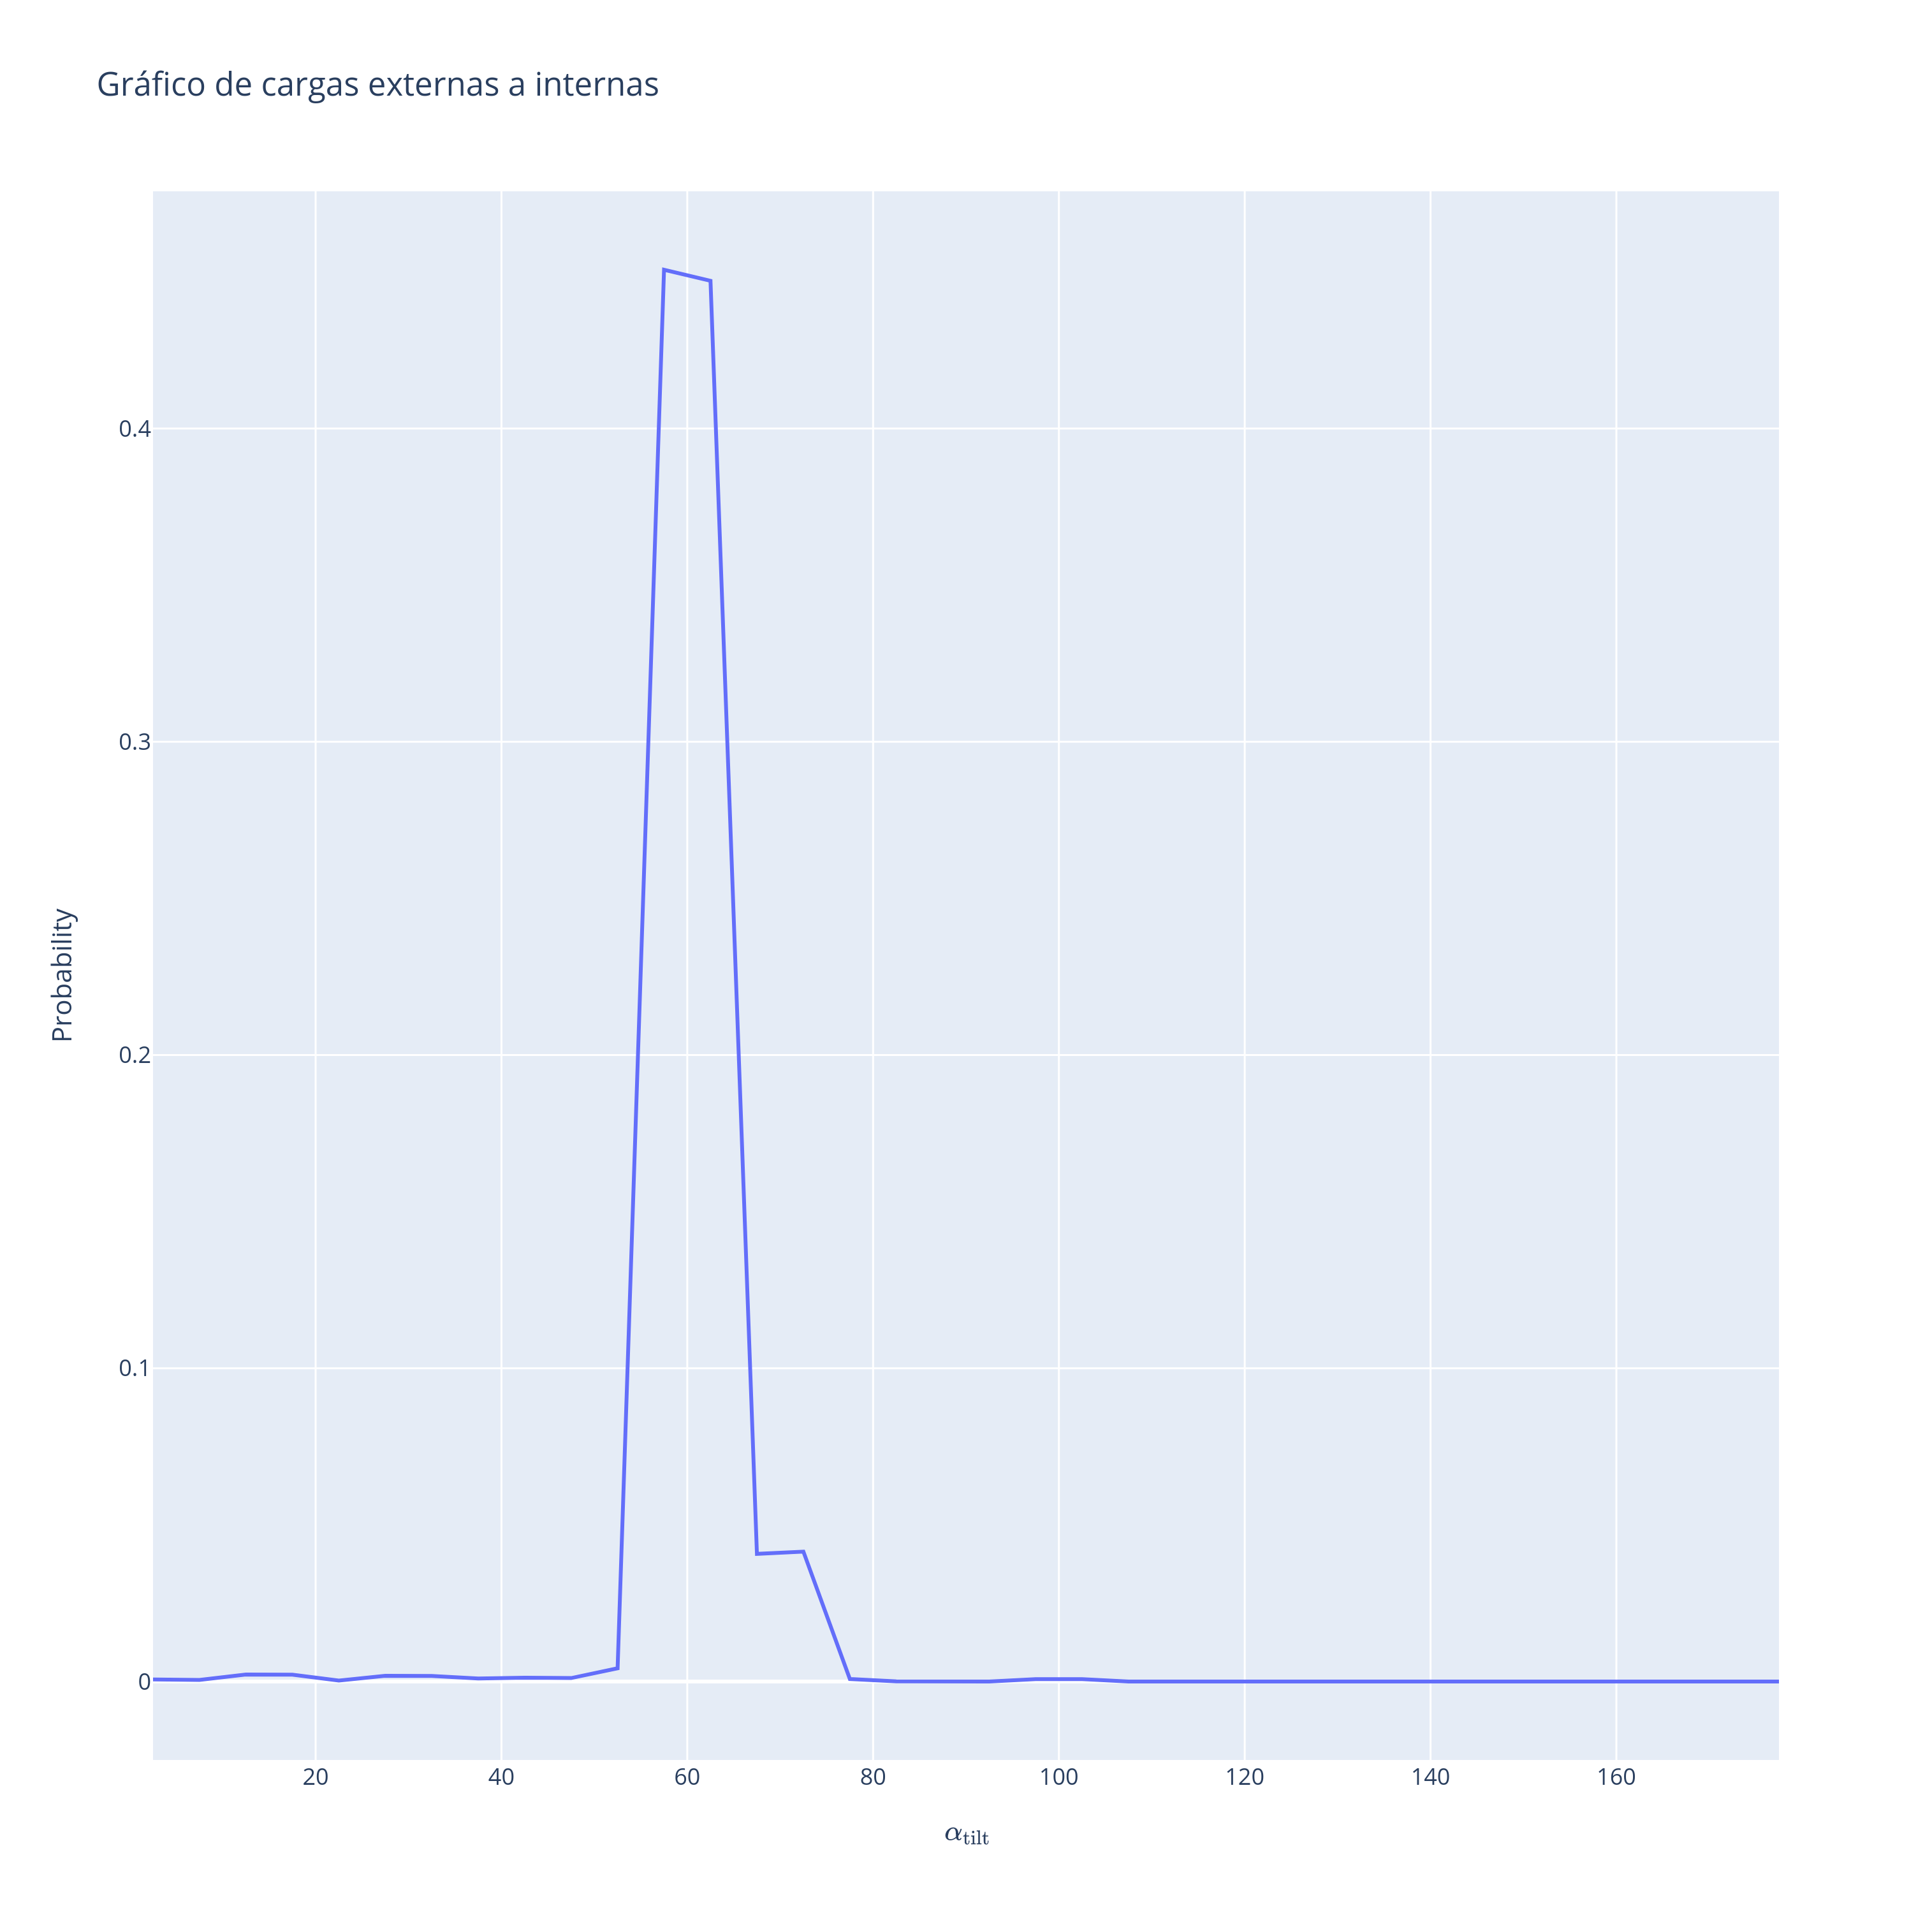 Gráfico de cargas externas a internas
Probability
0.4
0.3
0.2
0.1
0
20 40 60 80 100 120 140 160
α_tilt